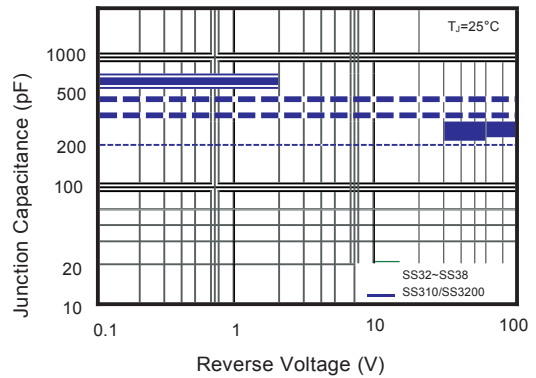 TJ=25°C
1000
500
200
100
20
10
Junction Capacitance (pF)
SS32~SS38
SS310/SS3200
0.1
1
10
100
Reverse Voltage (V)